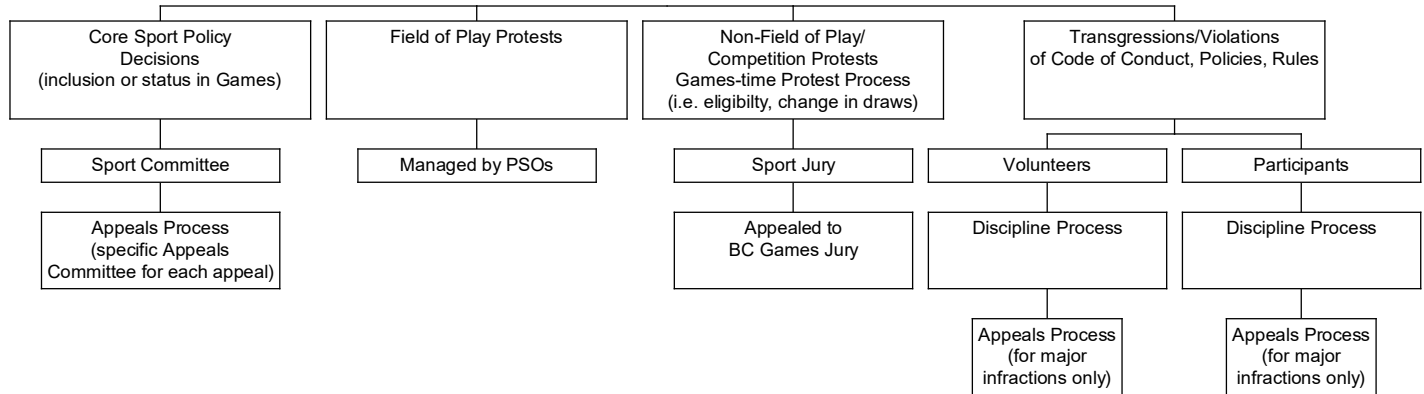 Core Sport Policy
Decisions
(inclusion or status in Games)
Field of Play Protests
Non-Field of Play/
Competition Protests
Games-time Protest Process
(i.e. eligibilty, change in draws)
Transgressions/Violations
of Code of Conduct, Policies, Rules
Sport Committee
Managed by PSOs
Sport Jury
Volunteers
Participants
Appeals Process
(specific Appeals
Committee for each appeal)
Appealed to
BC Games Jury
Discipline Process
Discipline Process
Appeals Process
(for major
infractions only)
Appeals Process
(for major
infractions only)